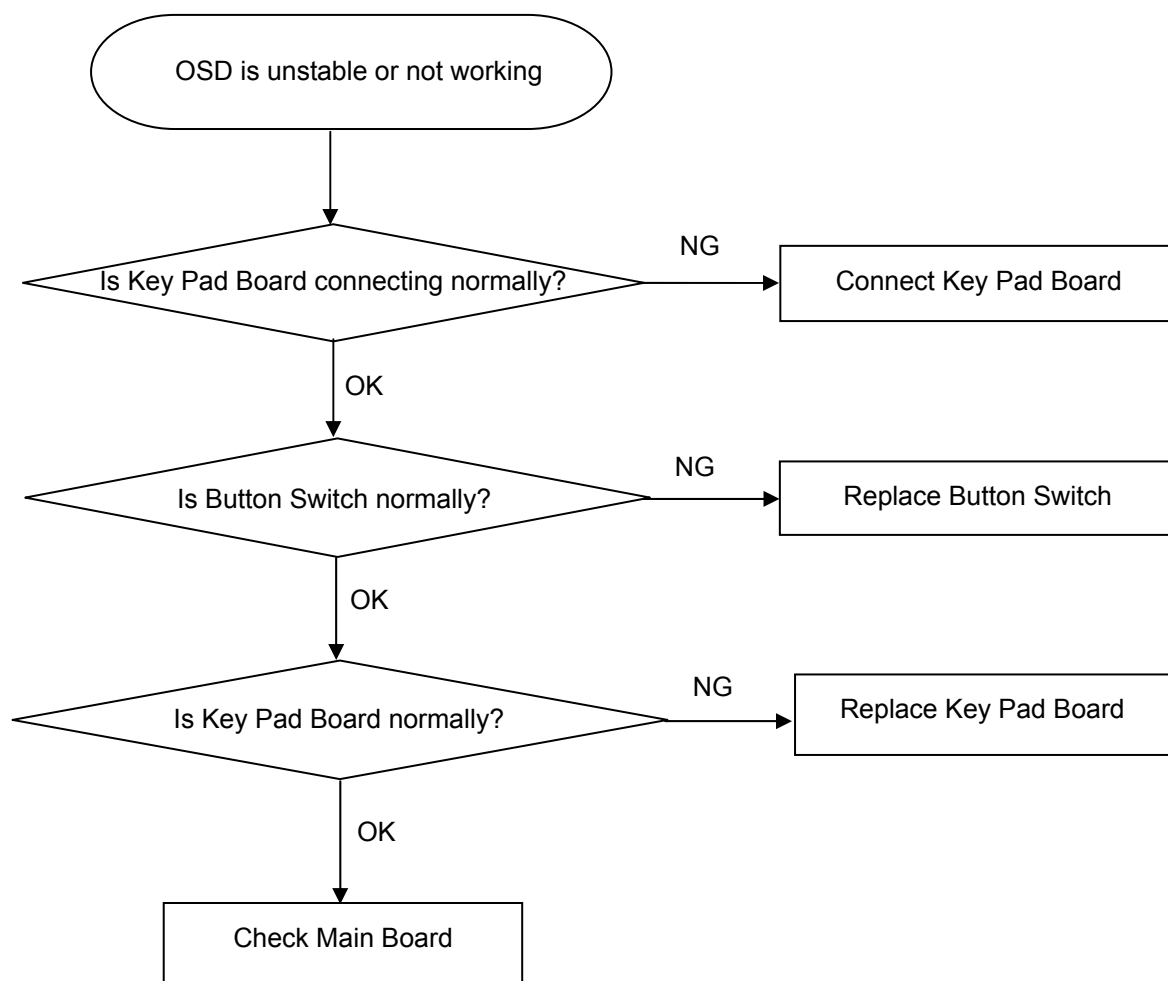 OSD is unstable or not working
NG
Is Key Pad Board connecting normally?
Connect Key Pad Board
OK
NG
Is Button Switch normally?
Replace Button Switch
OK
NG
Is Key Pad Board normally?
Replace Key Pad Board
OK
Check Main Board